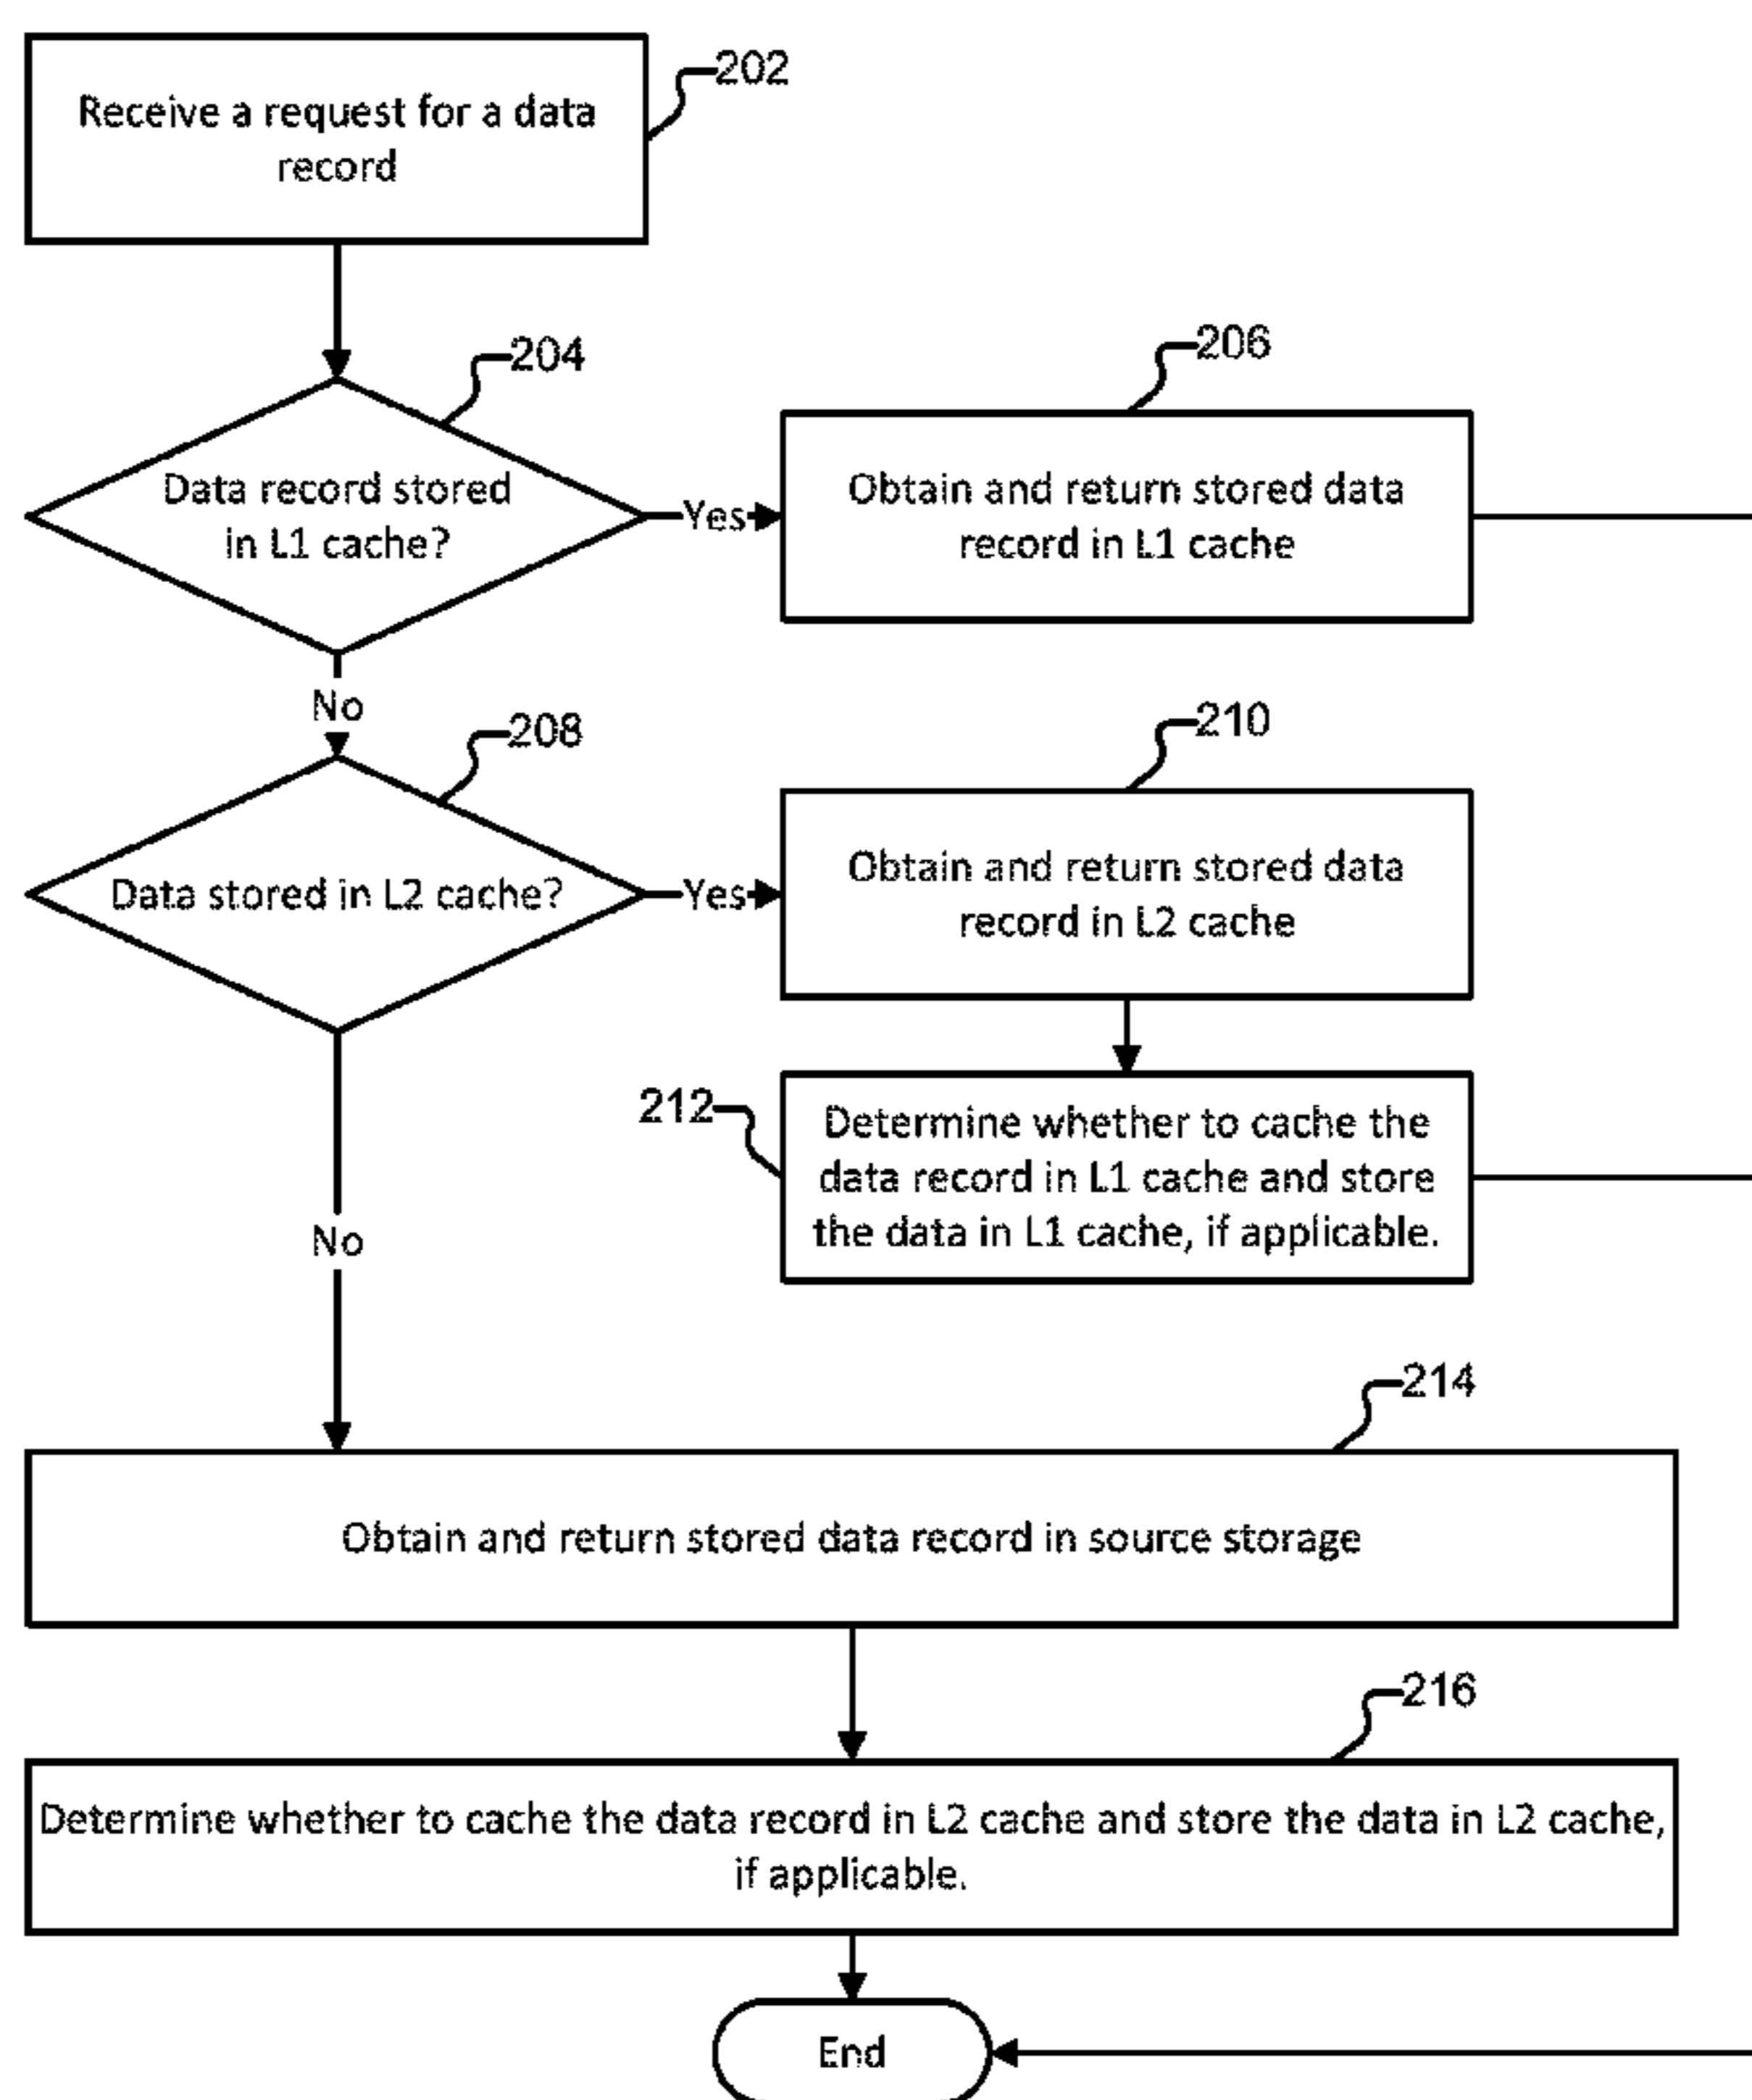 202
Receive a request for a data
record
204
206
Data record stored
in L1 cache?
Yes
Obtain and return stored data
record in L1 cache
No
208
210
Data stored in L2 cache?
Yes
Obtain and return stored data
record in L2 cache
212
Determine whether to cache the
data record in L1 cache and store
the data in L1 cache, if applicable.
No
214
Obtain and return stored data record in source storage
216
Determine whether to cache the data record in L2 cache and store the data in L2 cache,
if applicable.
End